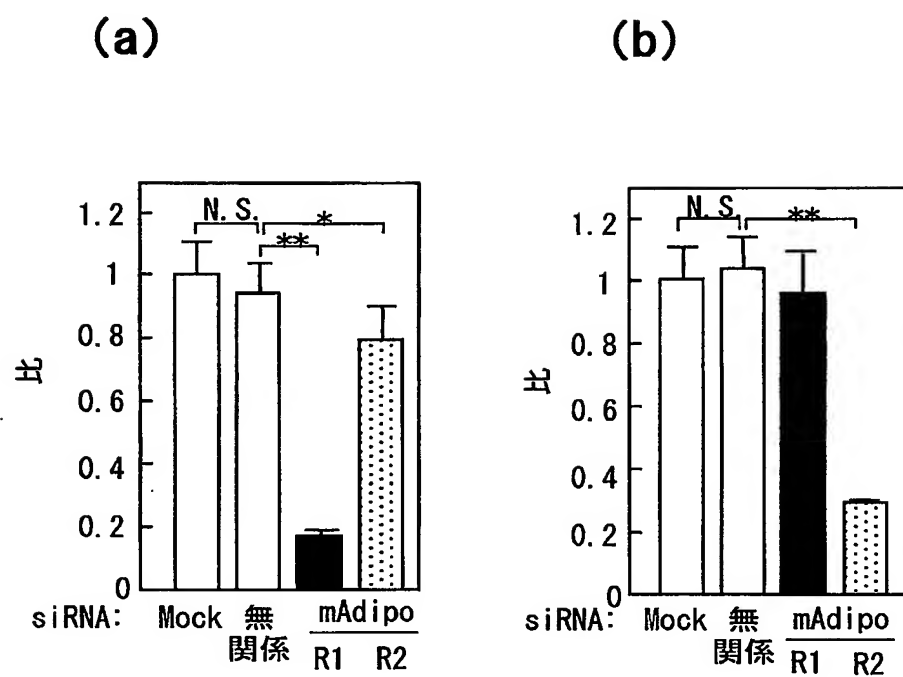 (a)
(b)
N.S.
*
**
1.2
1
0.8
0.6
0.4
0.2
0
比
siRNA: Mock 無関係 mAdipo
R1 R2
N.S.
**
1.2
1
0.8
0.6
0.4
0.2
0
比
siRNA: Mock 無関係 mAdipo
R1 R2